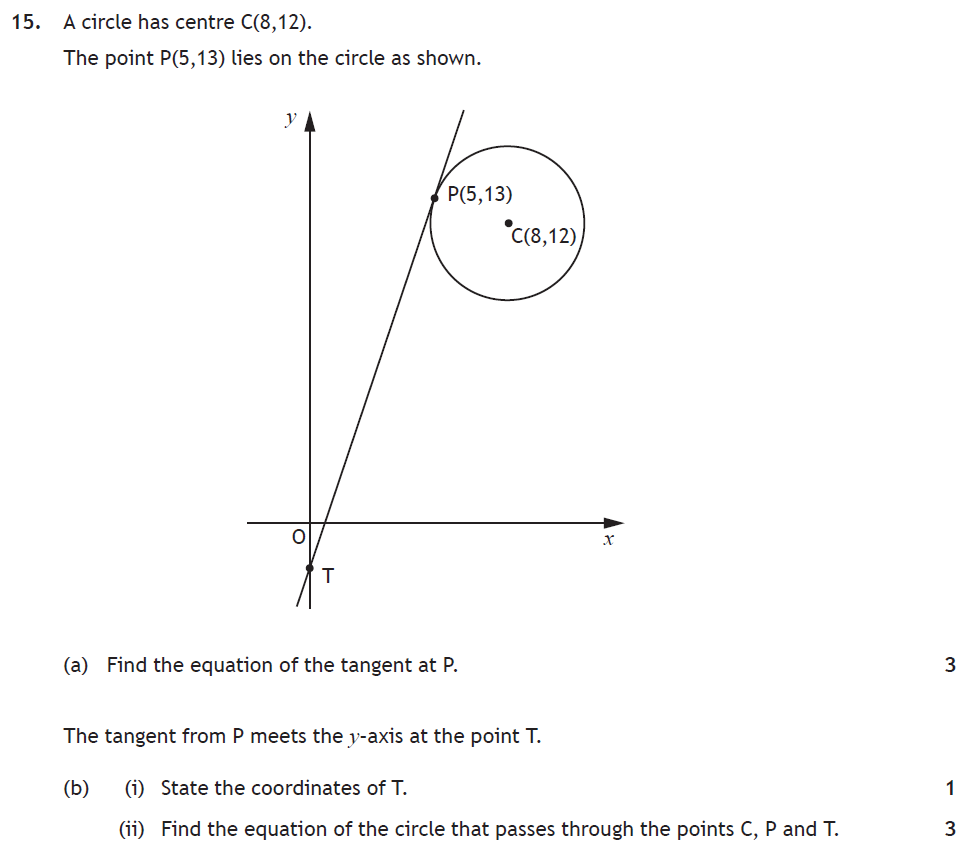 15. A circle has centre C(8,12).
The point P(5,13) lies on the circle as shown.
y
P(5,13)
C(8,12)
O
x
T
(a) Find the equation of the tangent at P. 3
The tangent from P meets the y-axis at the point T.
(b) (i) State the coordinates of T. 1
(ii) Find the equation of the circle that passes through the points C, P and T. 3